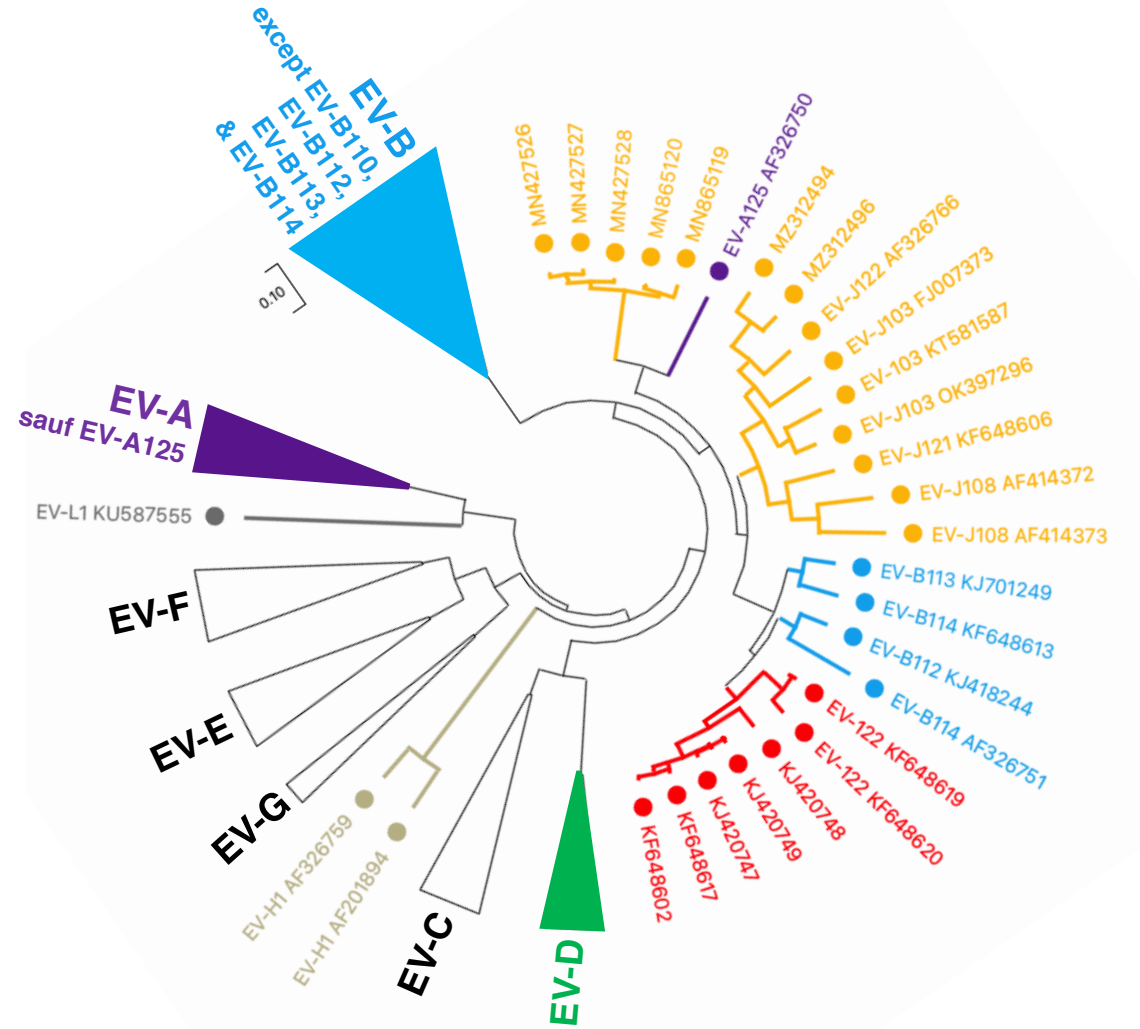 EV-B
except EV-B110,
EV-B112,
EV-B113,
& EV-B114
0.10
MN427526
MN427527
MN427528
MN865120
MN865119
EV-A125 AF326750
MZ312494
MZ312496
EV-J122 AF326766
EV-J103 FJ007373
EV-103 KT581587
EV-J103 OK397296
EV-J121 KF648606
EV-J108 AF414372
EV-J108 AF414373
EV-B113 KJ701249
EV-B114 KF648613
EV-B112 KJ418244
EV-B114 AF326751
EV-122 KF648619
EV-122 KF648620
KJ420748
KJ420749
KJ420747
KF648617
KF648602
EV-D
EV-C
EV-H1 AF201894
EV-H1 AF326759
EV-G
EV-E
EV-F
EV-L1 KU587555
EV-A
sauf EV-A125